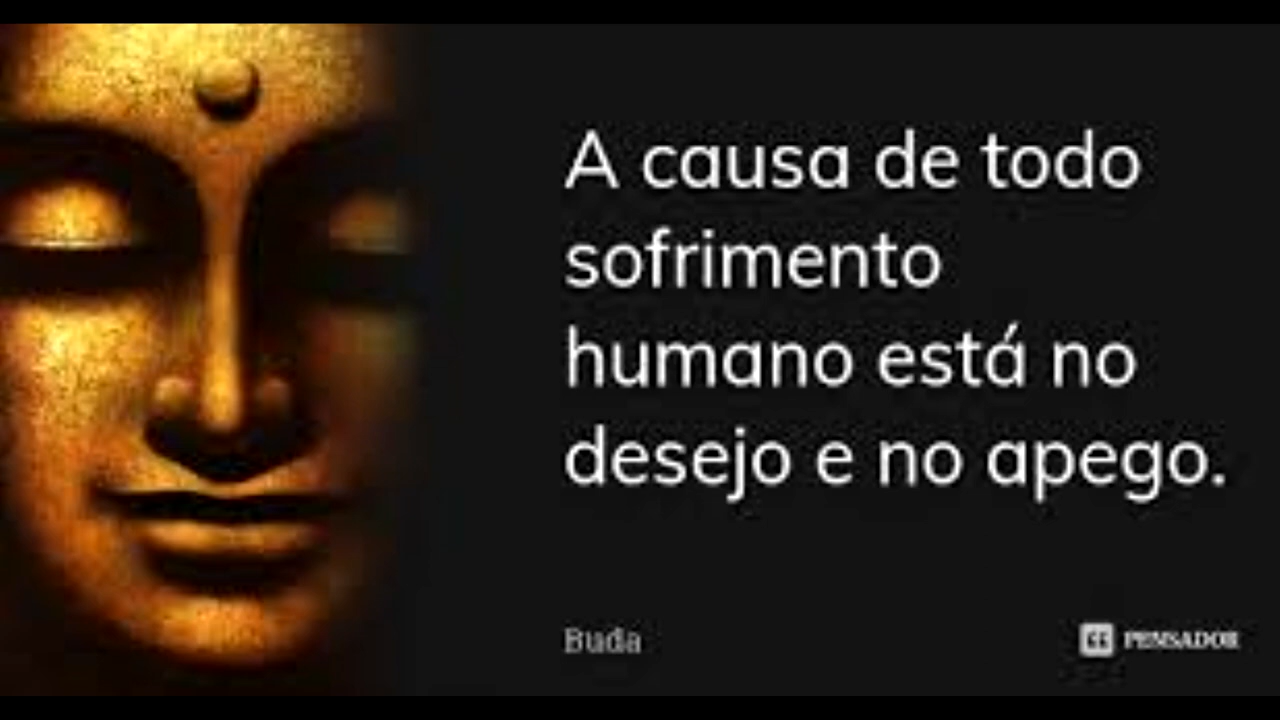 A causa de todo
sofrimento
humano está no
desejo e no apego.
Buda
PENSADOR